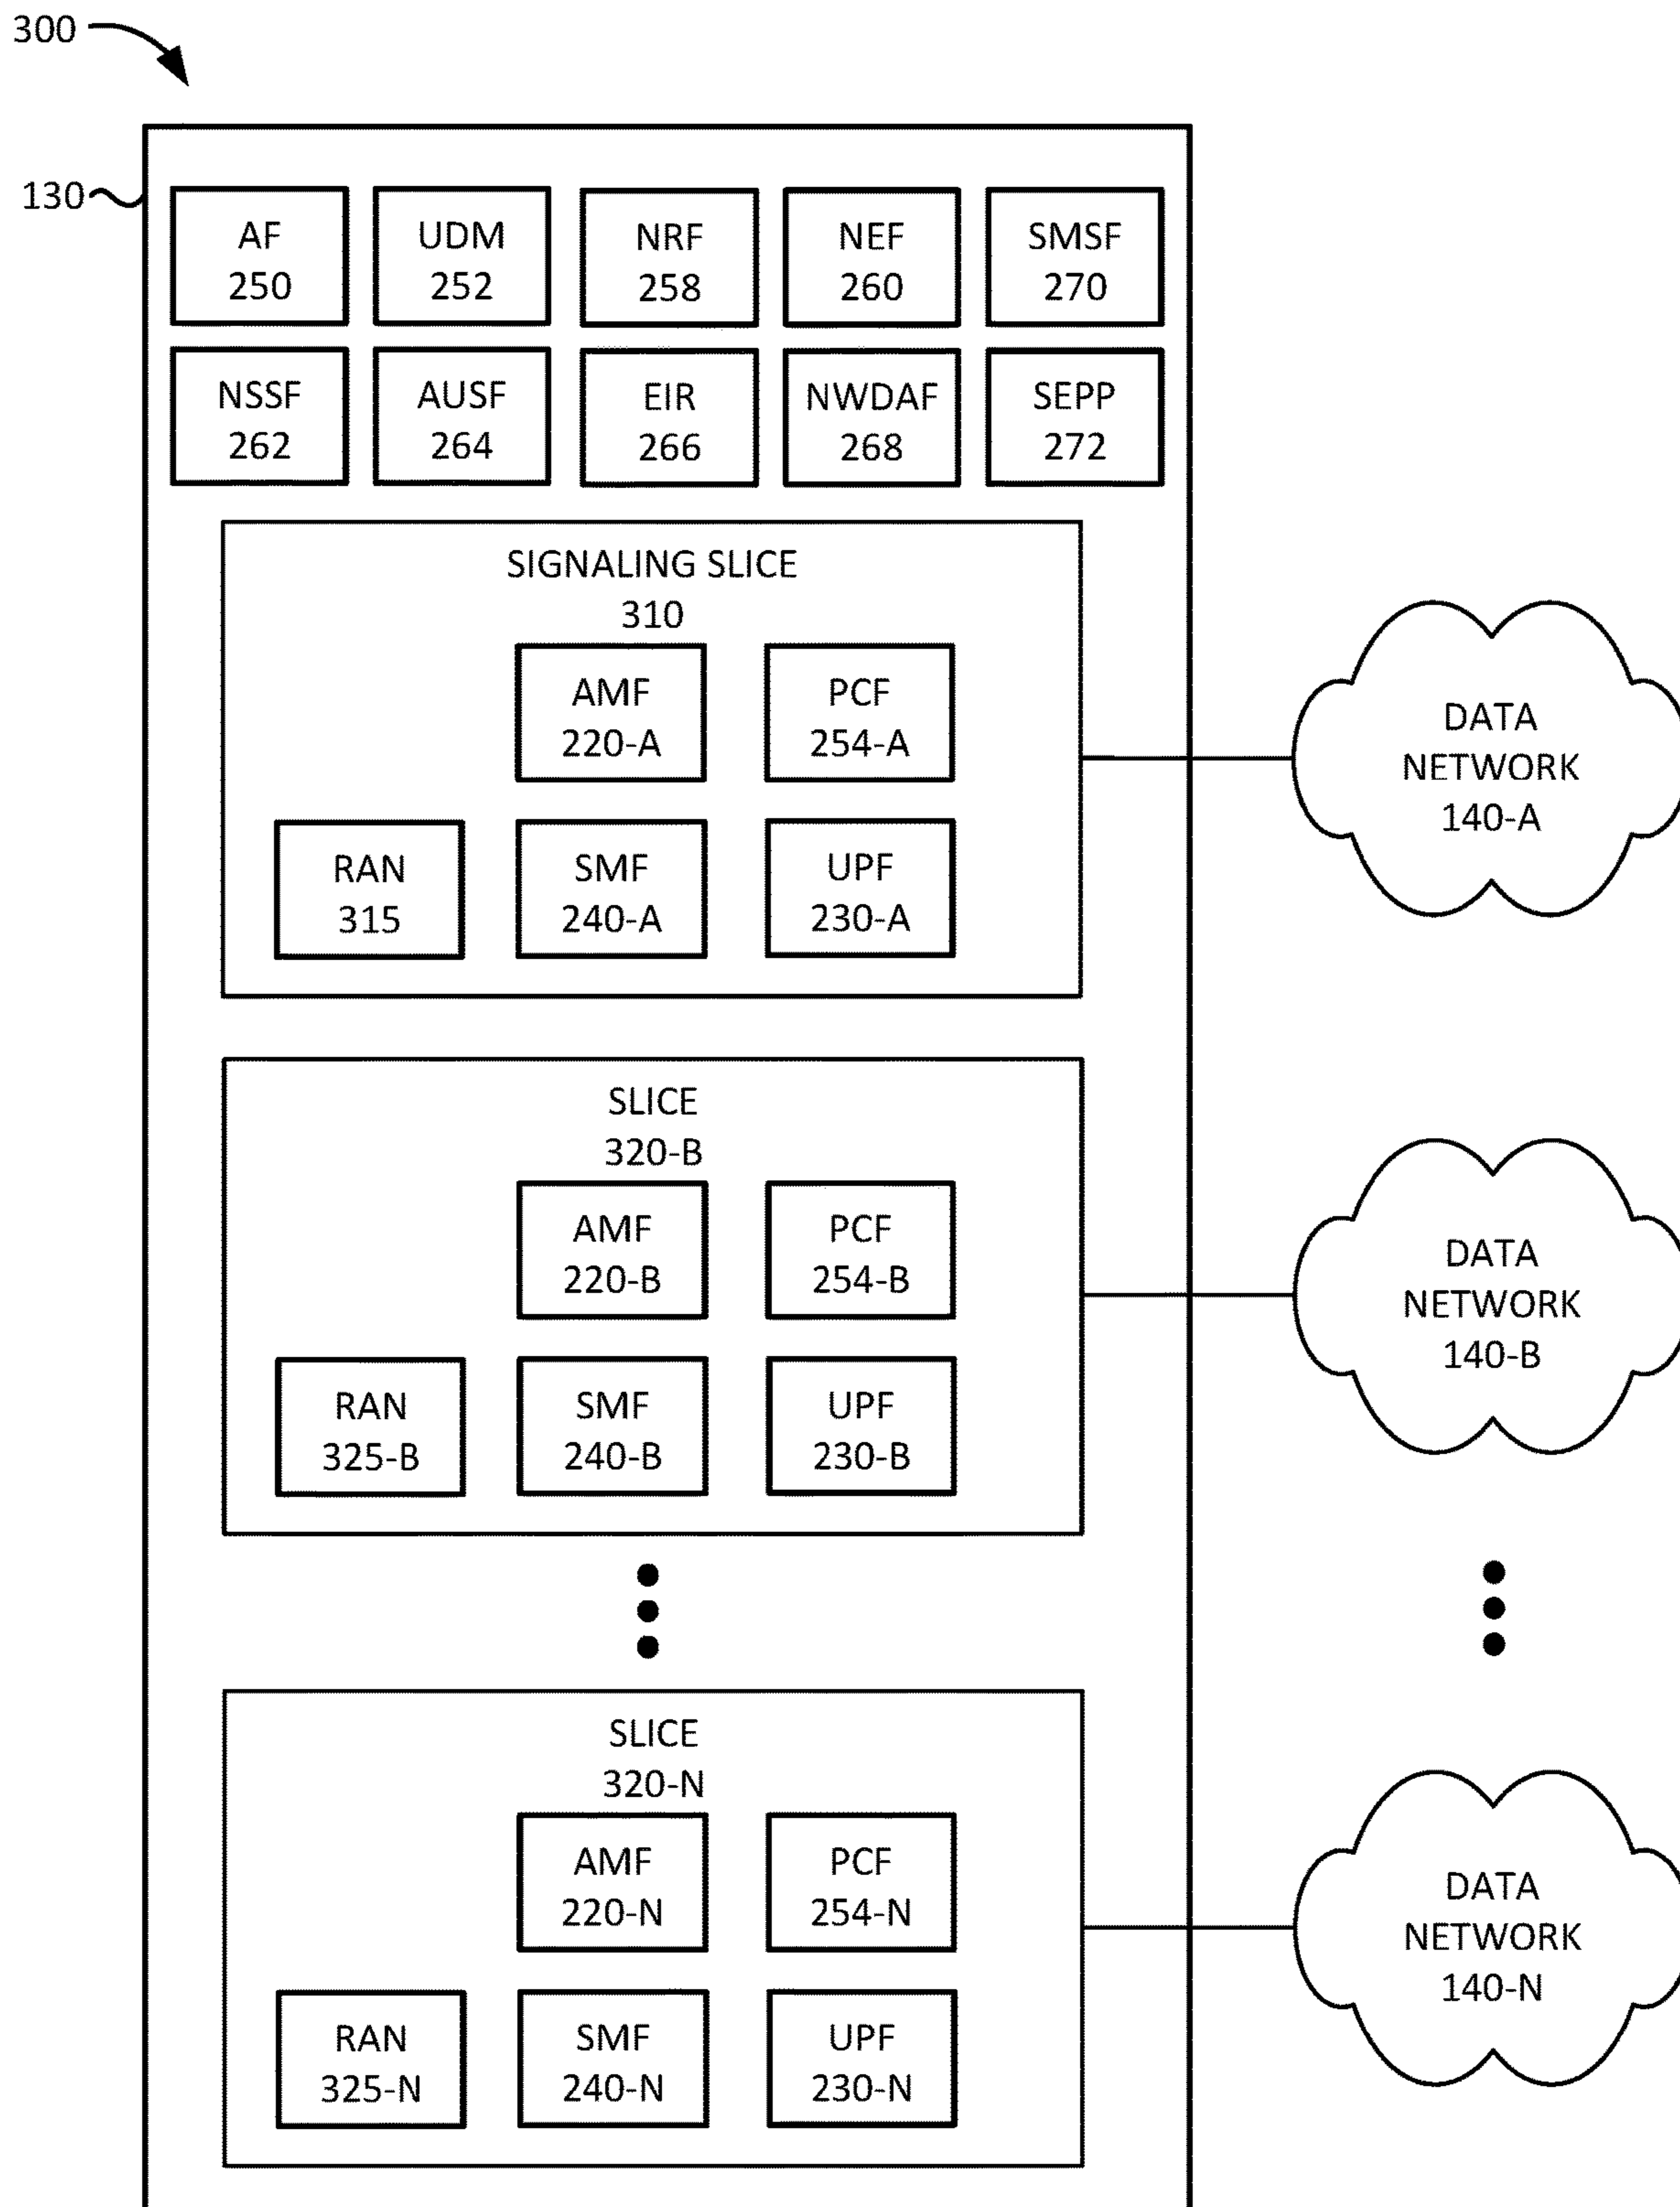 300
130
AF
250
UDM
252
NRF
258
NEF
260
SMSF
270
NSSF
262
AUSF
264
EIR
266
NWDAF
268
SEPP
272
SIGNALING SLICE
310
AMF
220-A
PCF
254-A
RAN
315
SMF
240-A
UPF
230-A
DATA
NETWORK
140-A
SLICE
320-B
AMF
220-B
PCF
254-B
RAN
325-B
SMF
240-B
UPF
230-B
DATA
NETWORK
140-B
SLICE
320-N
AMF
220-N
PCF
254-N
RAN
325-N
SMF
240-N
UPF
230-N
DATA
NETWORK
140-N